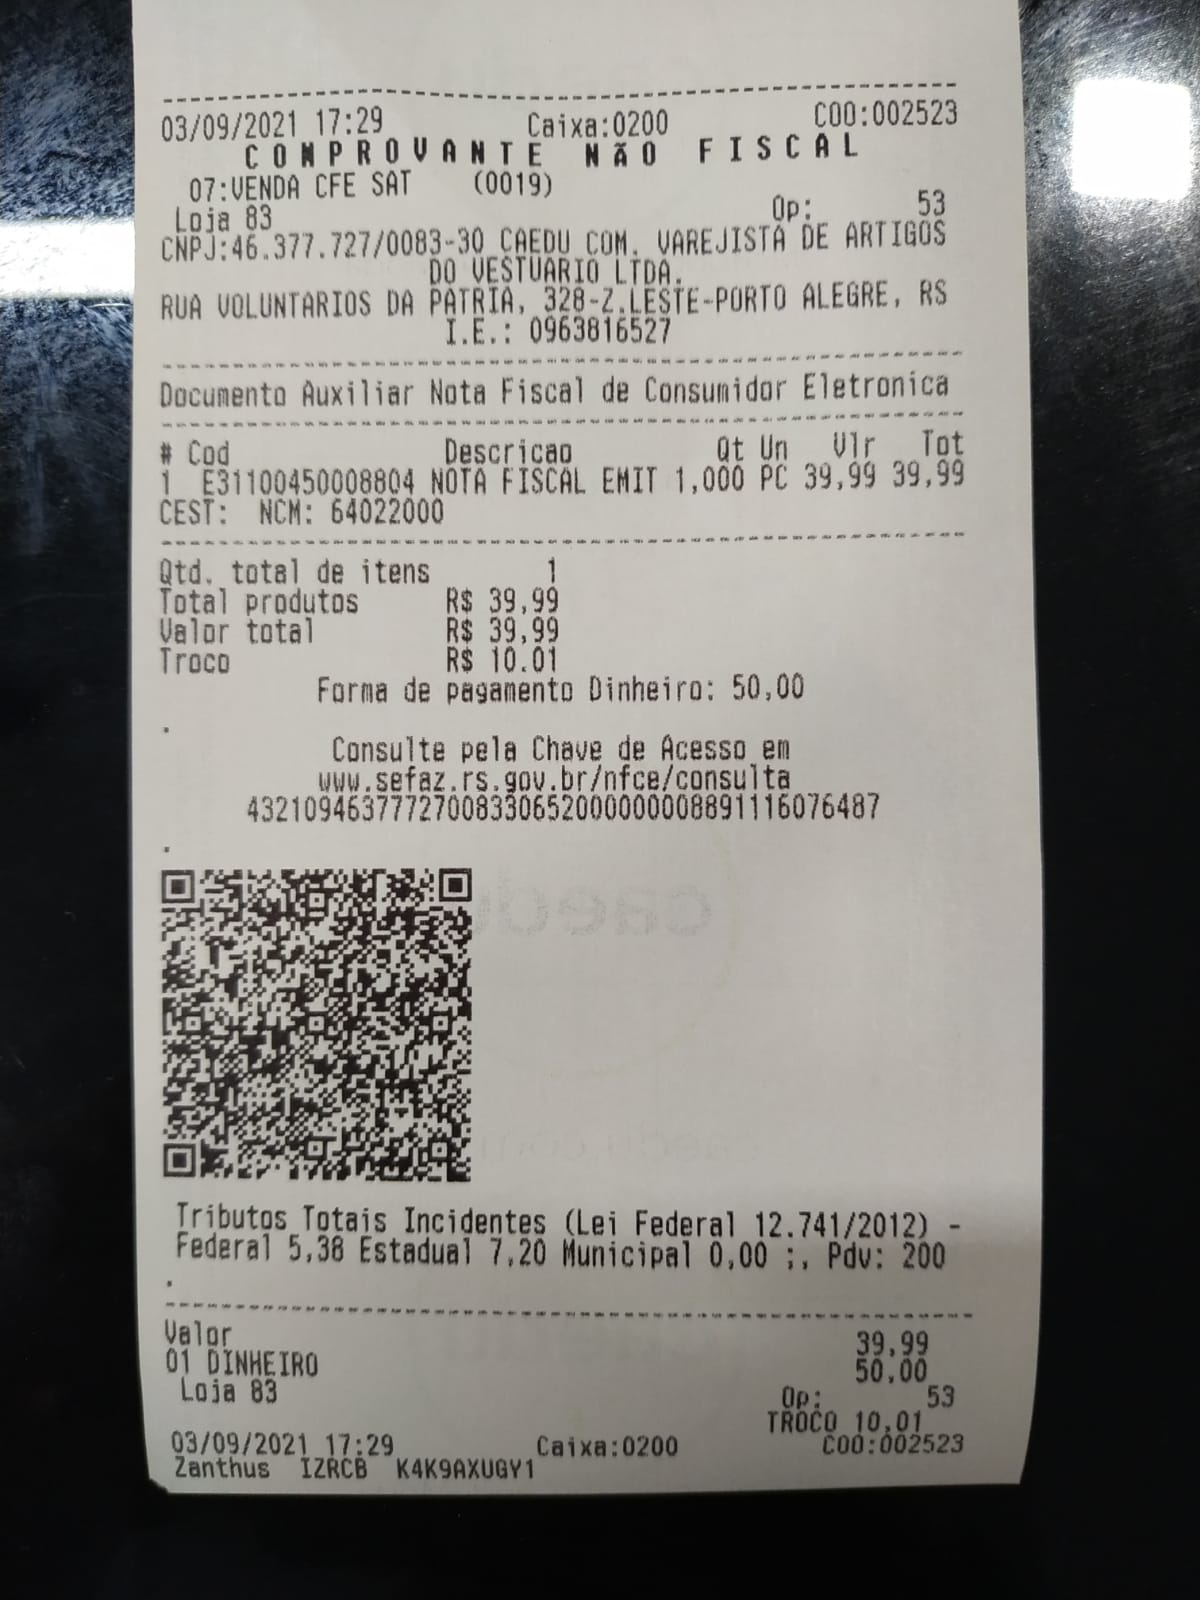 03/09/2021 17:29 Caixa:0200 COO:002523
COMPROVANTE NÃO FISCAL
07:VENDA CFE SAT (0019)
Loja 83 Op: 53
CNPJ:46.377.727/0083-30 CAEDU COM. VAREJISTA DE ARTIGOS
DO VESTUARIO LTDA.
RUA VOLUNTARIOS DA PATRIA, 328-Z.LESTE-PORTO ALEGRE, RS
I.E.: 0963816527
Documento Auxiliar Nota Fiscal de Consumidor Eletronica
# Cod Descricao Qt Un Vlr Tot
1 E31100450008804 NOTA FISCAL EMIT 1,000 PC 39,99 39,99
CEST: NCM: 64022000
Qtd. total de itens 1
Total produtos R$ 39,99
Valor total R$ 39,99
Troco R$ 10.01
Forma de pagamento Dinheiro: 50,00
.
Consulte pela Chave de Acesso em
www.sefaz.rs.gov.br/nfce/consulta
43210946377727008330652000000008891116076487
.
caedu
Tributos Totais Incidentes (Lei Federal 12.741/2012) -
Federal 5,38 Estadual 7,20 Municipal 0,00 ;, Pdv: 200
.
Valor 39,99
01 DINHEIRO 50,00
Loja 83 Op: 53
TROCO 10,01
03/09/2021 17:29 Caixa:0200 COO:002523
Zanthus IZRCB K4K9AXUGY1